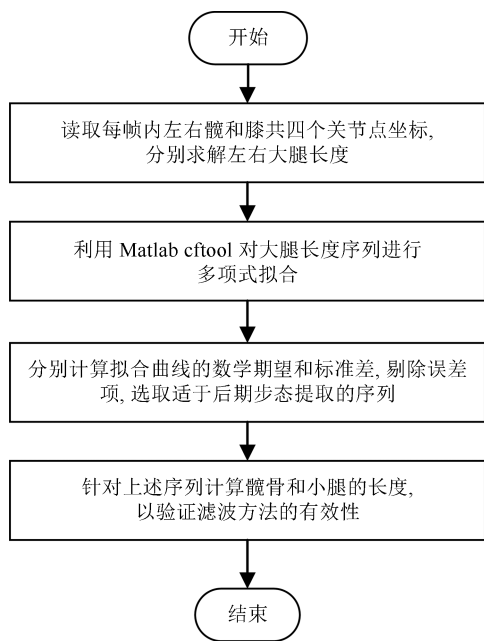 开始
读取每帧内左右髋和膝共四个关节点坐标,
分别求解左右大腿长度
利用 Matlab cftool 对大腿长度序列进行
多项式拟合
分别计算拟合曲线的数学期望和标准差, 剔除误差
项, 选取适于后期步态提取的序列
针对上述序列计算髋骨和小腿的长度,
以验证滤波方法的有效性
结束